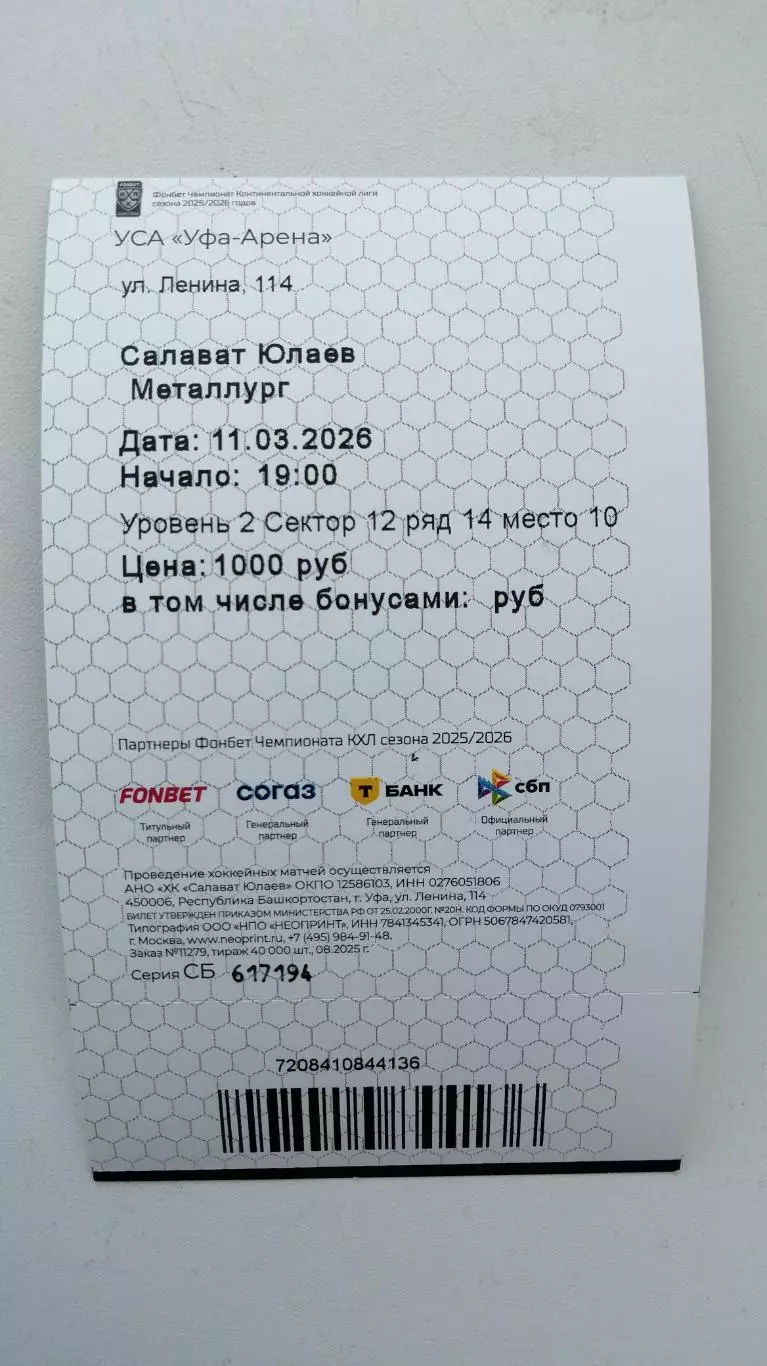 FONBET
Фонбет Чемпионат Континентальной хоккейной лиги
сезона 2025/2026 годов
УСА «Уфа-Арена»
ул. Ленина, 114
Салават Юлаев
Металлург
Дата: 11.03.2026
Начало: 19:00
Уровень 2 Сектор 12 ряд 14 место 10
Цена: 1000 руб
в том числе бонусами: руб
Партнеры Фонбет Чемпионата КХЛ сезона 2025/2026
FONBET СОГАЗ Т БАНК сбп
Титульный партнер Генеральный партнер Генеральный партнер Официальный партнер
Проведение хоккейных матчей осуществляется
АНО «ХК «Салават Юлаев» ОКПО 12586103, ИНН 0276051806
450006, Республика Башкортостан, г. Уфа, ул. Ленина, 114
БИЛЕТ УТВЕРЖДЕН ПРИКАЗОМ МИНИСТЕРСТВА РФ ОТ 25.02.2000Г. №20Н. КОД ФОРМЫ ПО ОКУД 0793001
Типография ООО «НПО «НЕОПРИНТ», ИНН 7841345341, ОГРН 5067847420581,
г. Москва, www.neoprint.ru, +7 (495) 984-91-48.
Заказ №11279, тираж 40 000 шт., 08.2025 г.
Серия СБ 617194
7208410844136